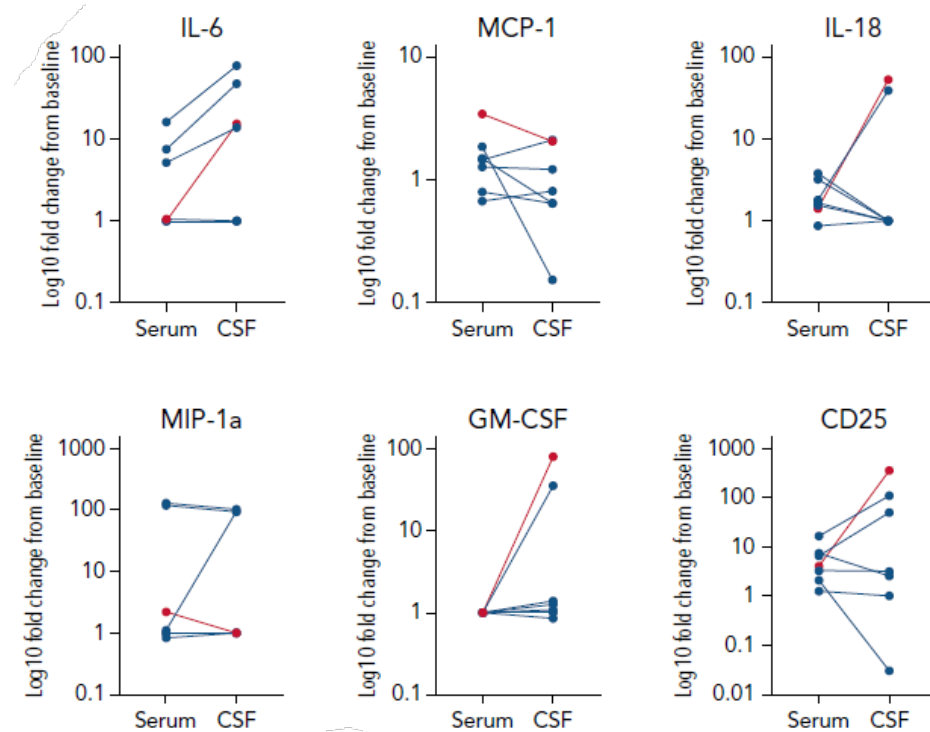 IL-6
Log10 fold change from baseline
100
10
1
0.1
Serum CSF
MCP-1
Log10 fold change from baseline
10
1
0.1
Serum CSF
IL-18
Log10 fold change from baseline
100
10
1
0.1
Serum CSF
MIP-1a
Log10 fold change from baseline
1000
100
10
1
0.1
Serum CSF
GM-CSF
Log10 fold change from baseline
100
10
1
0.1
Serum CSF
CD25
Log10 fold change from baseline
1000
100
10
1
0.1
0.01
Serum CSF